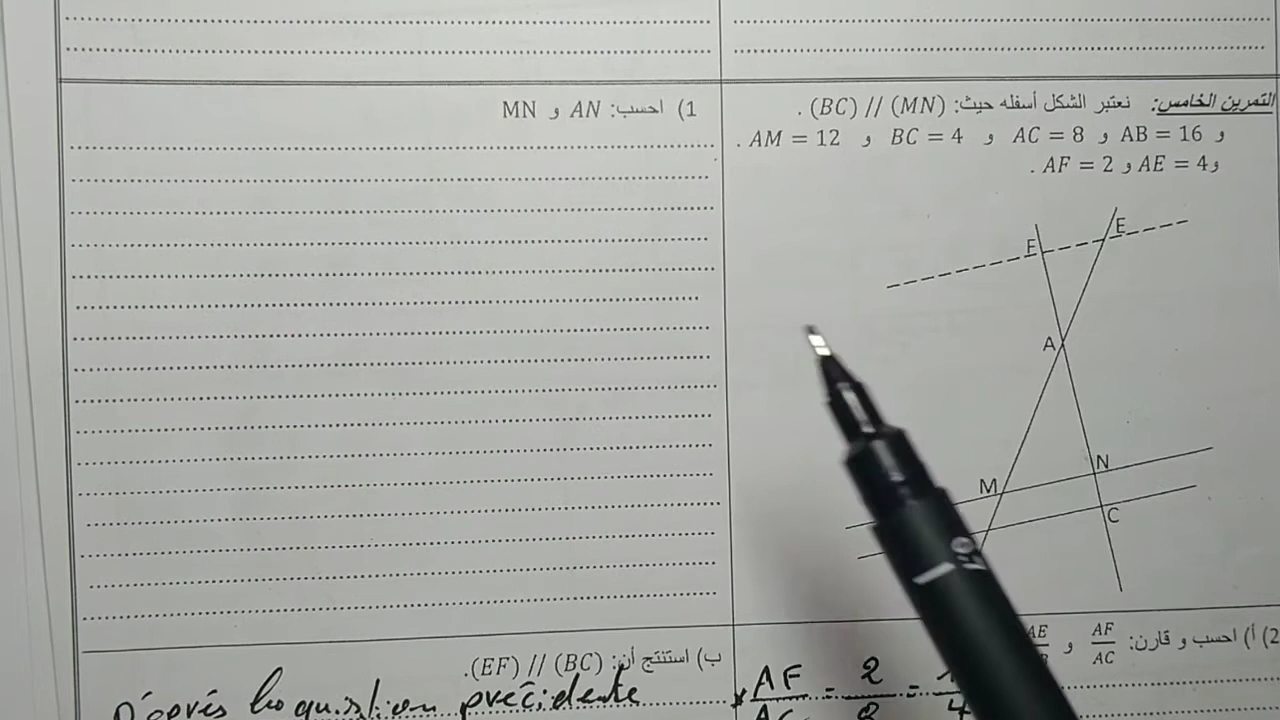 التمرين الخامس: نعتبر الشكل أسفله حيث: (BC) // (MN) .
و AB = 16 و AC = 8 و BC = 4 و AM = 12 .
و AE = 4 و AF = 2 .
E
F
A
N
M
C
1) احسب: AN و MN
2) أ) احسب و قارن: AF/AC و AE
AF/AC = 2/8 = /4
ب) استنتج أن: (EF) // (BC).
D'après la question précédente